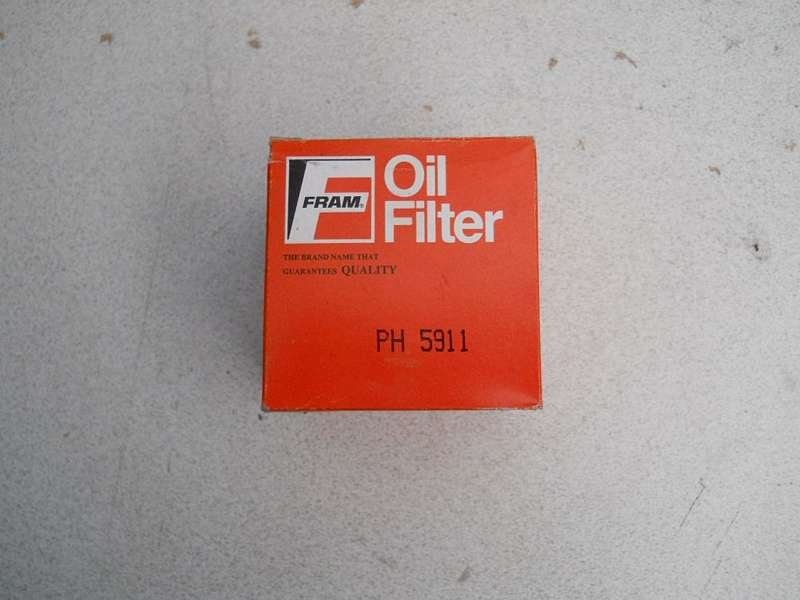 FRAM
Oil
Filter
THE BRAND NAME THAT
GUARANTEES QUALITY
PH 5911